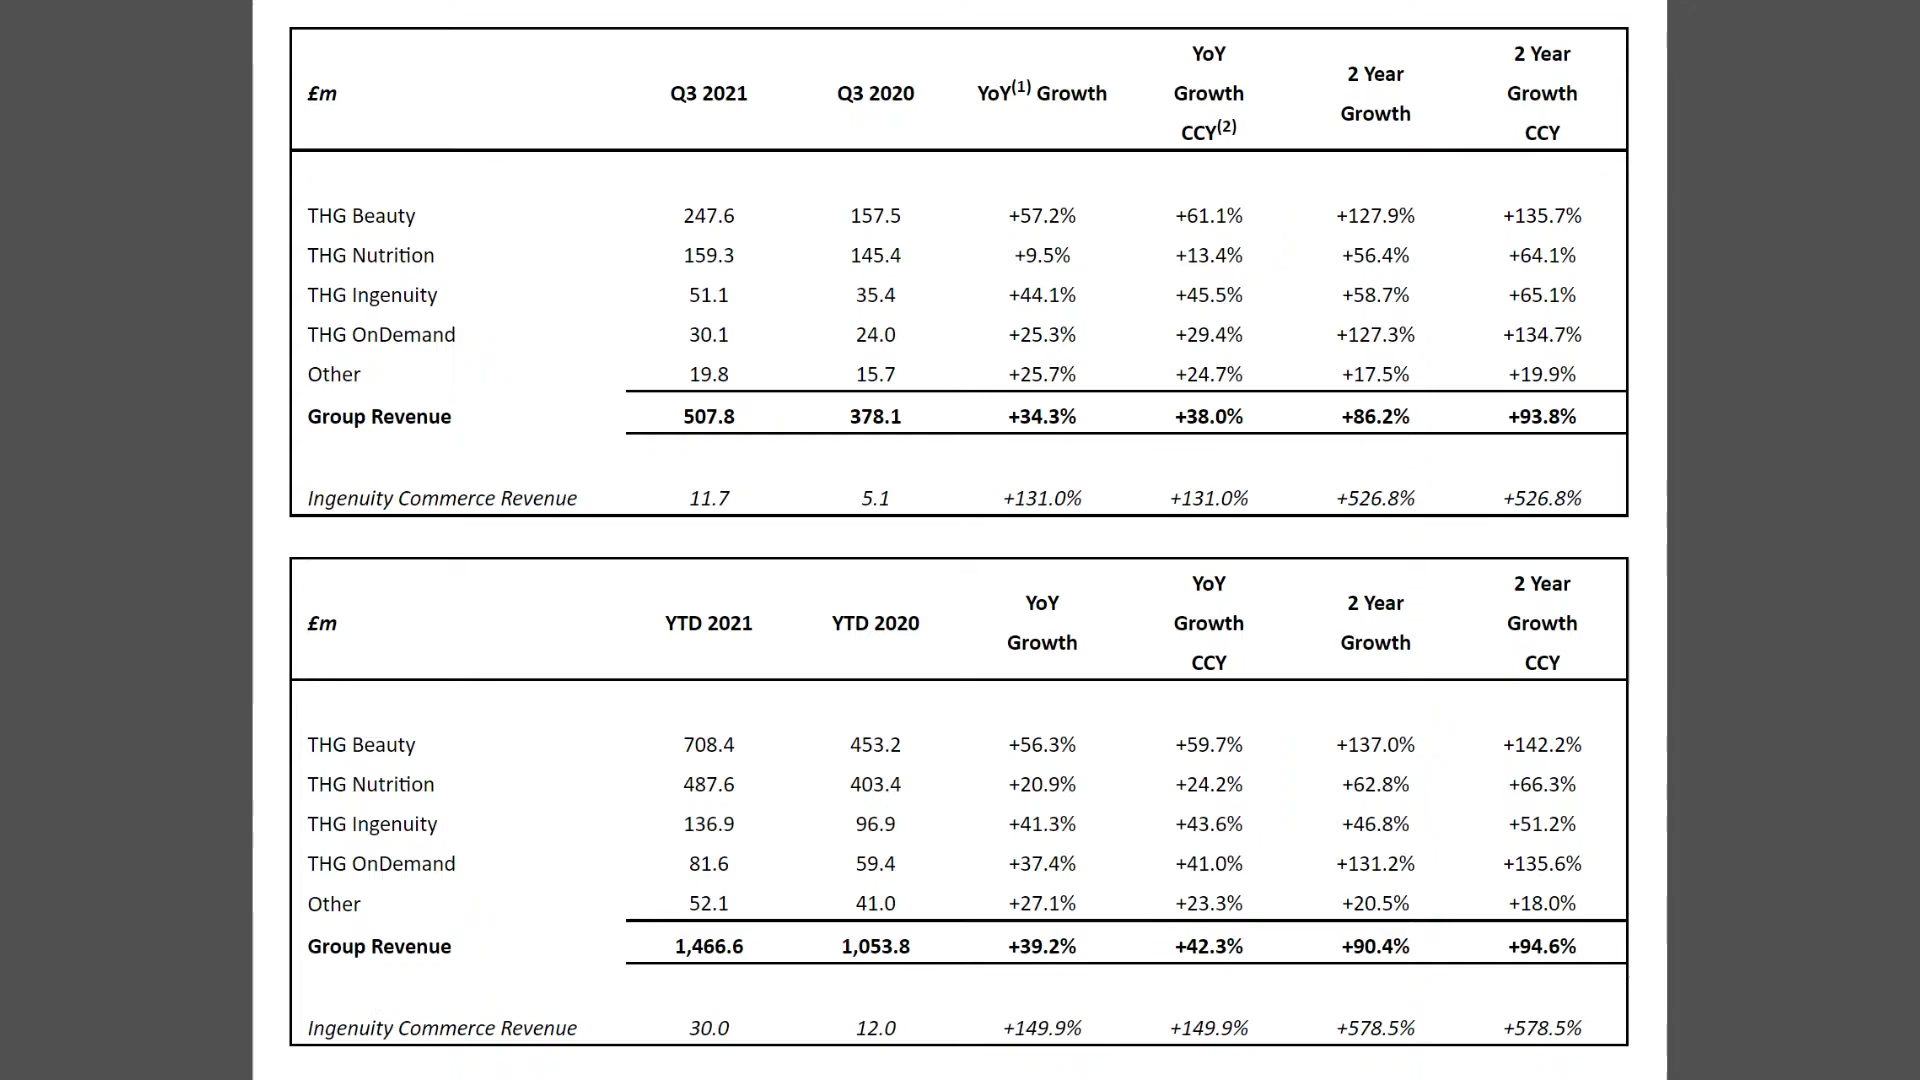 £m Q3 2021 Q3 2020 YoY(1) Growth YoY Growth CCY(2) 2 Year Growth 2 Year Growth CCY
THG Beauty 247.6 157.5 +57.2% +61.1% +127.9% +135.7%
THG Nutrition 159.3 145.4 +9.5% +13.4% +56.4% +64.1%
THG Ingenuity 51.1 35.4 +44.1% +45.5% +58.7% +65.1%
THG OnDemand 30.1 24.0 +25.3% +29.4% +127.3% +134.7%
Other 19.8 15.7 +25.7% +24.7% +17.5% +19.9%
Group Revenue 507.8 378.1 +34.3% +38.0% +86.2% +93.8%
Ingenuity Commerce Revenue 11.7 5.1 +131.0% +131.0% +526.8% +526.8%
£m YTD 2021 YTD 2020 YoY Growth YoY Growth CCY 2 Year Growth 2 Year Growth CCY
THG Beauty 708.4 453.2 +56.3% +59.7% +137.0% +142.2%
THG Nutrition 487.6 403.4 +20.9% +24.2% +62.8% +66.3%
THG Ingenuity 136.9 96.9 +41.3% +43.6% +46.8% +51.2%
THG OnDemand 81.6 59.4 +37.4% +41.0% +131.2% +135.6%
Other 52.1 41.0 +27.1% +23.3% +20.5% +18.0%
Group Revenue 1,466.6 1,053.8 +39.2% +42.3% +90.4% +94.6%
Ingenuity Commerce Revenue 30.0 12.0 +149.9% +149.9% +578.5% +578.5%